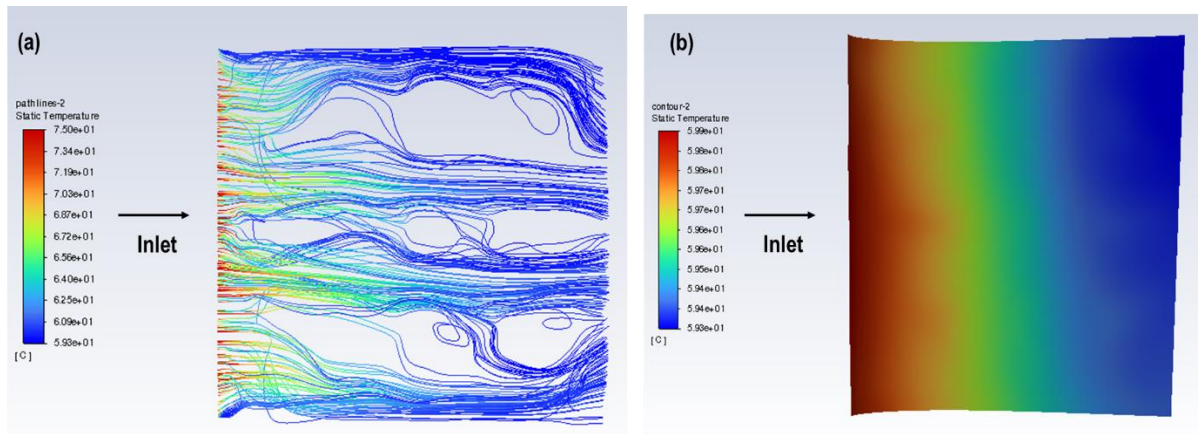 (a)
pathlines-2
Static Temperature
7.50e+01
7.34e+01
7.19e+01
7.03e+01
6.87e+01
6.72e+01
6.56e+01
6.40e+01
6.25e+01
6.09e+01
5.93e+01
[ C ]
Inlet
(b)
contour-2
Static Temperature
5.99e+01
5.98e+01
5.98e+01
5.97e+01
5.97e+01
5.96e+01
5.96e+01
5.95e+01
5.94e+01
5.94e+01
5.93e+01
[ C ]
Inlet